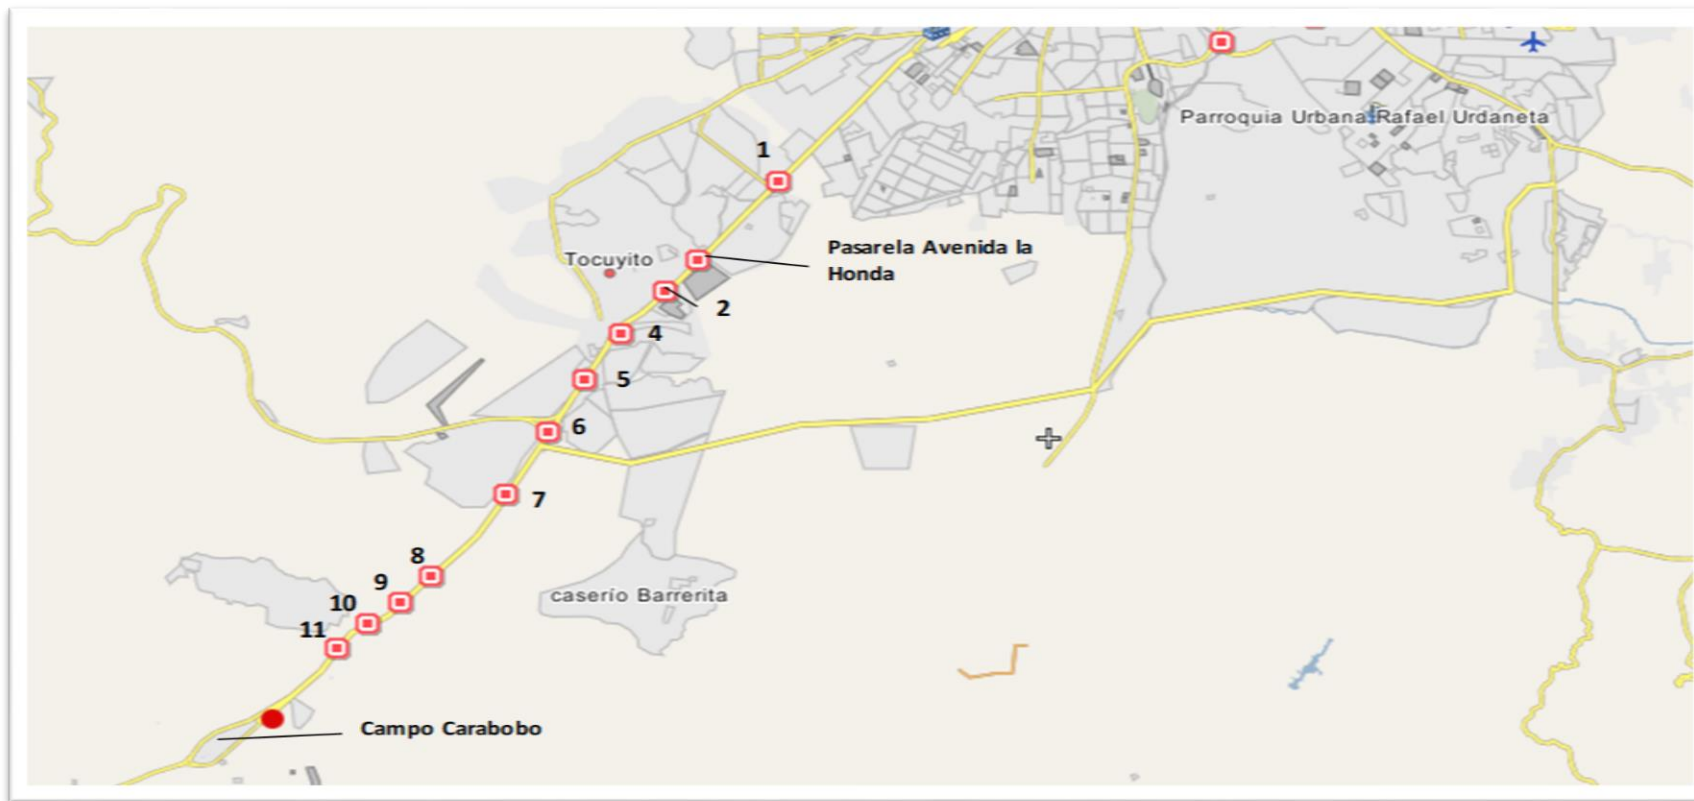 Parroquia Urbana Rafael Urdaneta
1
Pasarela Avenida la
Honda
Tocuyito
2
4
5
6
7
8
9
10
11
caserío Barrerita
Campo Carabobo